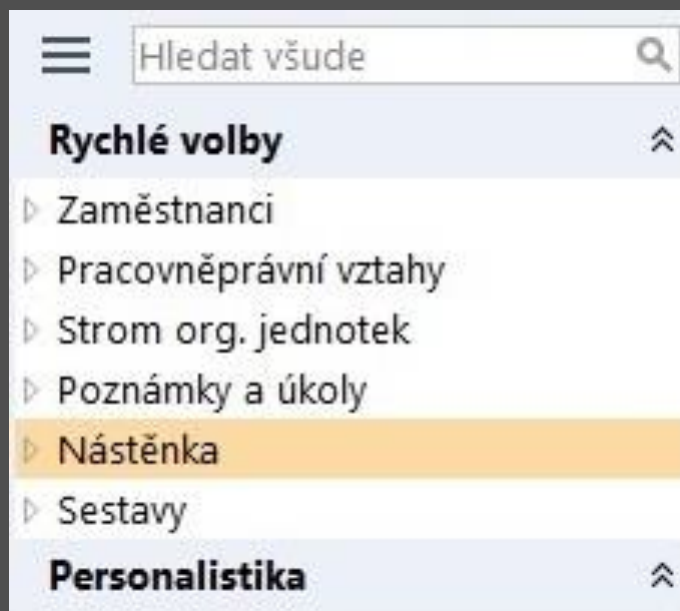 Hledat všude
Rychlé volby
Zaměstnanci
Pracovněprávní vztahy
Strom org. jednotek
Poznámky a úkoly
Nástěnka
Sestavy
Personalistika